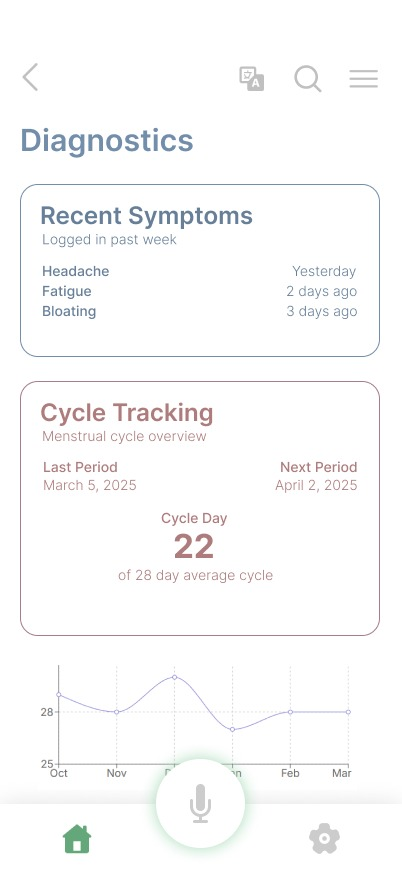 Diagnostics
Recent Symptoms
Logged in past week
Headache Yesterday
Fatigue 2 days ago
Bloating 3 days ago
Cycle Tracking
Menstrual cycle overview
Last Period Next Period
March 5, 2025 April 2, 2025
Cycle Day
22
of 28 day average cycle
28
25
Oct Nov Feb Mar